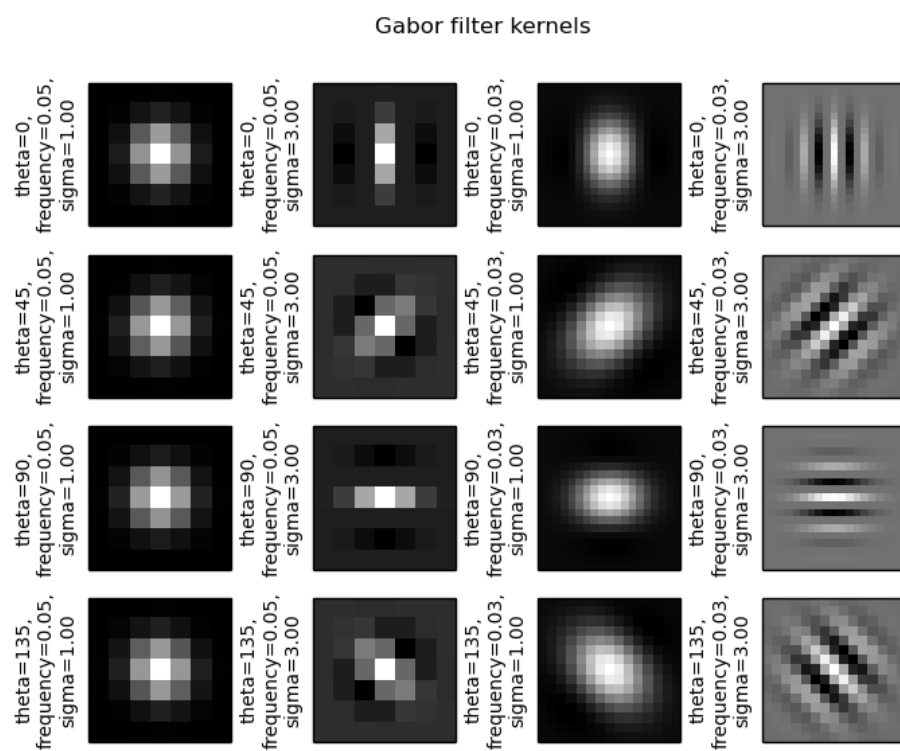 Gabor filter kernels
theta=0,
frequency=0.05,
sigma=1.00
theta=0,
frequency=0.05,
sigma=3.00
theta=0,
frequency=0.03,
sigma=1.00
theta=0,
frequency=0.03,
sigma=3.00
theta=45,
frequency=0.05,
sigma=1.00
theta=45,
frequency=0.05,
sigma=3.00
theta=45,
frequency=0.03,
sigma=1.00
theta=45,
frequency=0.03,
sigma=3.00
theta=90,
frequency=0.05,
sigma=1.00
theta=90,
frequency=0.05,
sigma=3.00
theta=90,
frequency=0.03,
sigma=1.00
theta=90,
frequency=0.03,
sigma=3.00
theta=135,
frequency=0.05,
sigma=1.00
theta=135,
frequency=0.05,
sigma=3.00
theta=135,
frequency=0.03,
sigma=1.00
theta=135,
frequency=0.03,
sigma=3.00